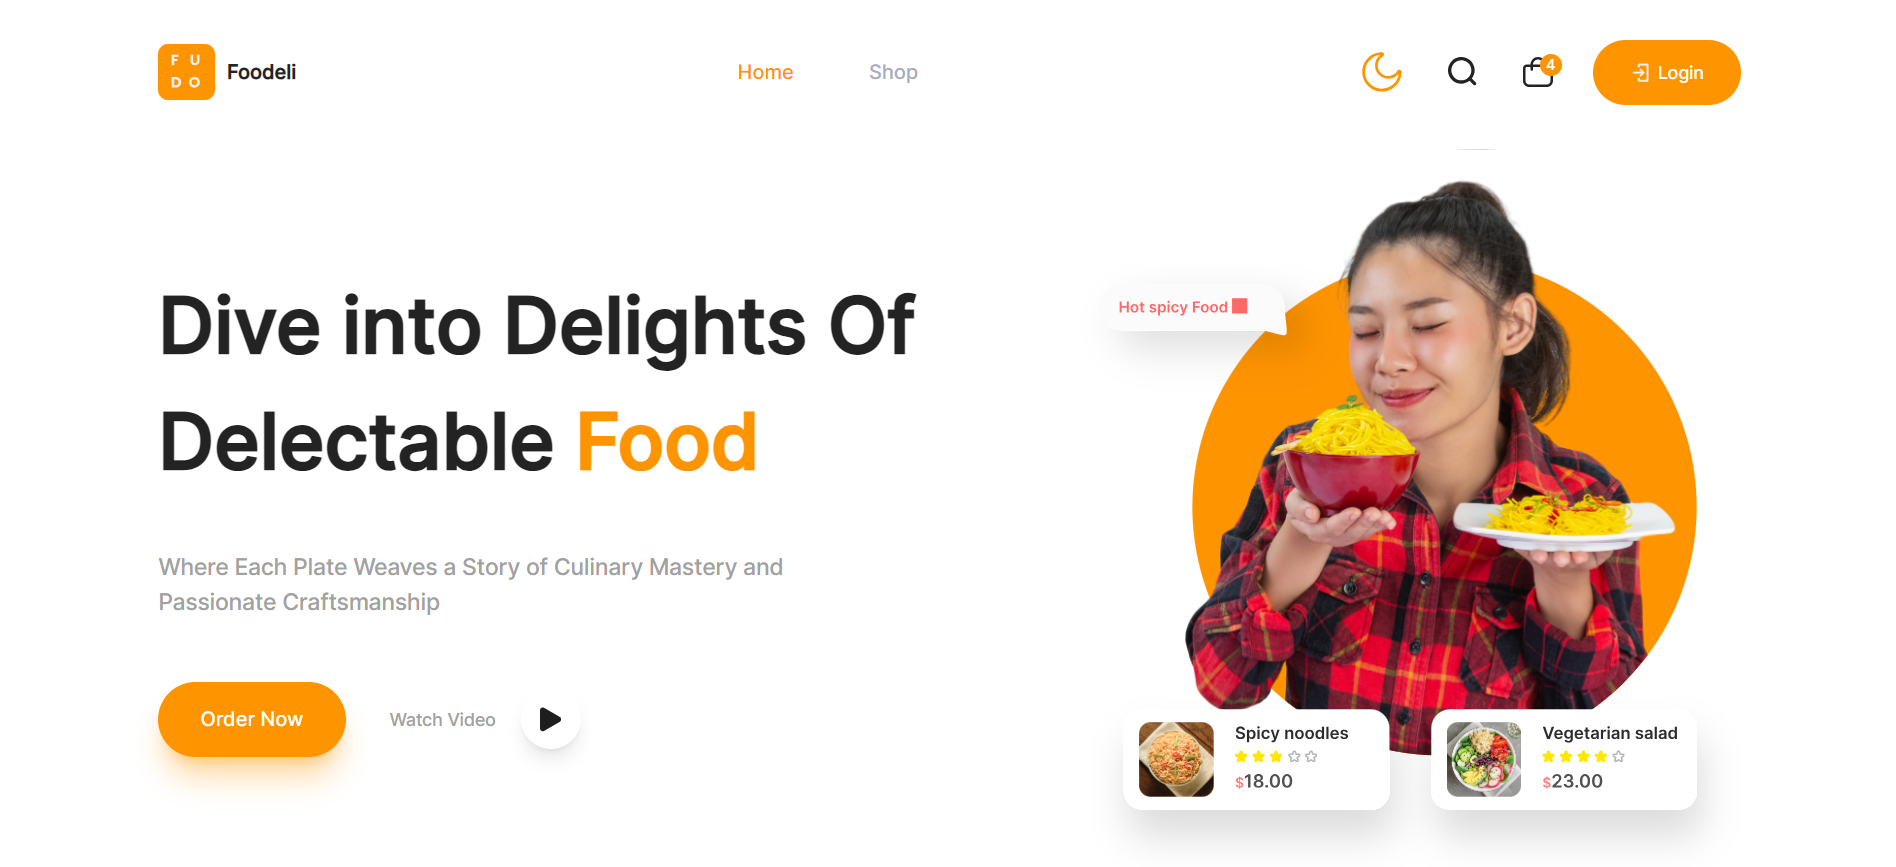 F U
D O
Foodeli
Home
Shop
4
Login
Dive into Delights Of
Delectable Food
Where Each Plate Weaves a Story of Culinary Mastery and
Passionate Craftsmanship
Order Now
Watch Video
Hot spicy Food
Spicy noodles
$18.00
Vegetarian salad
$23.00